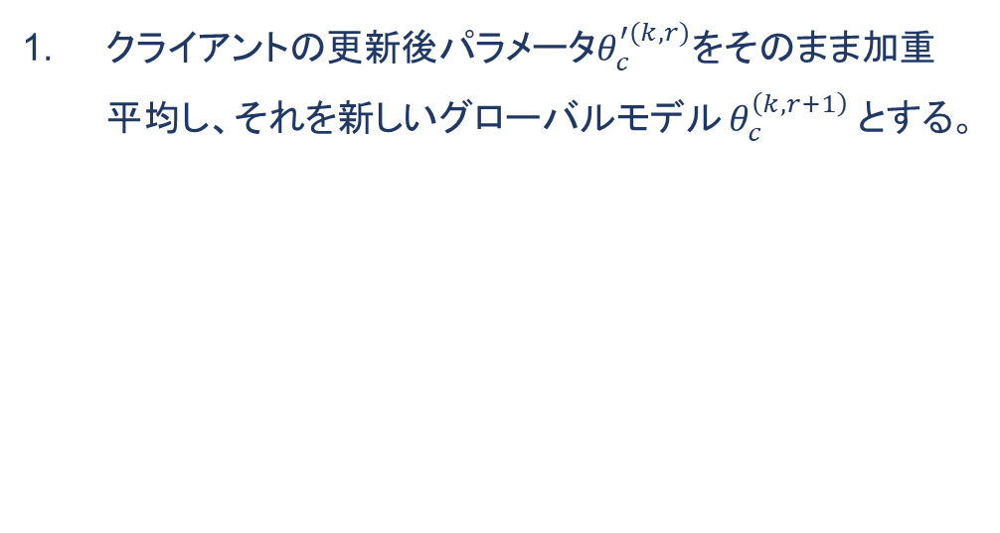 1. クライアントの更新後パラメータ𝜃′_𝑐^(𝑘,𝑟)をそのまま加重
平均し、それを新しいグローバルモデル 𝜃_𝑐^(𝑘,𝑟+1) とする。